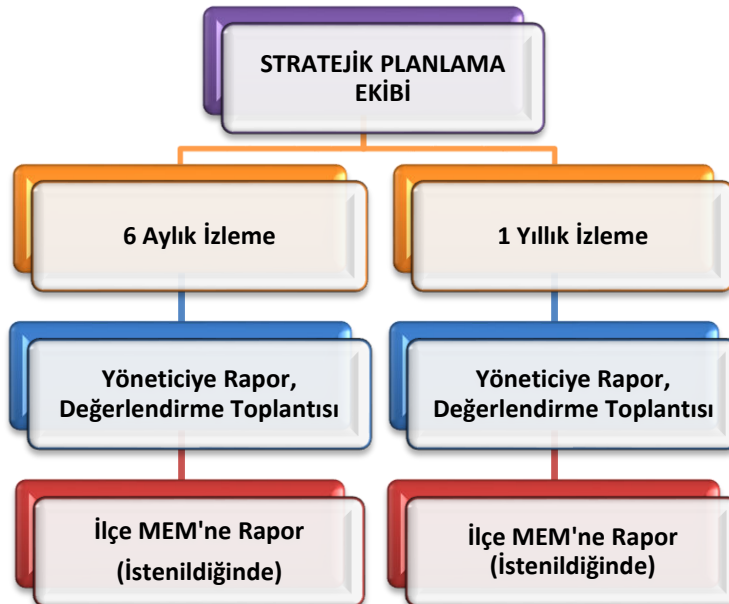 STRATEJİK PLANLAMA
EKİBİ
6 Aylık İzleme
1 Yıllık İzleme
Yöneticiye Rapor,
Değerlendirme Toplantısı
Yöneticiye Rapor,
Değerlendirme Toplantısı
İlçe MEM'ne Rapor
(İstenildiğinde)
İlçe MEM'ne Rapor
(İstenildiğinde)